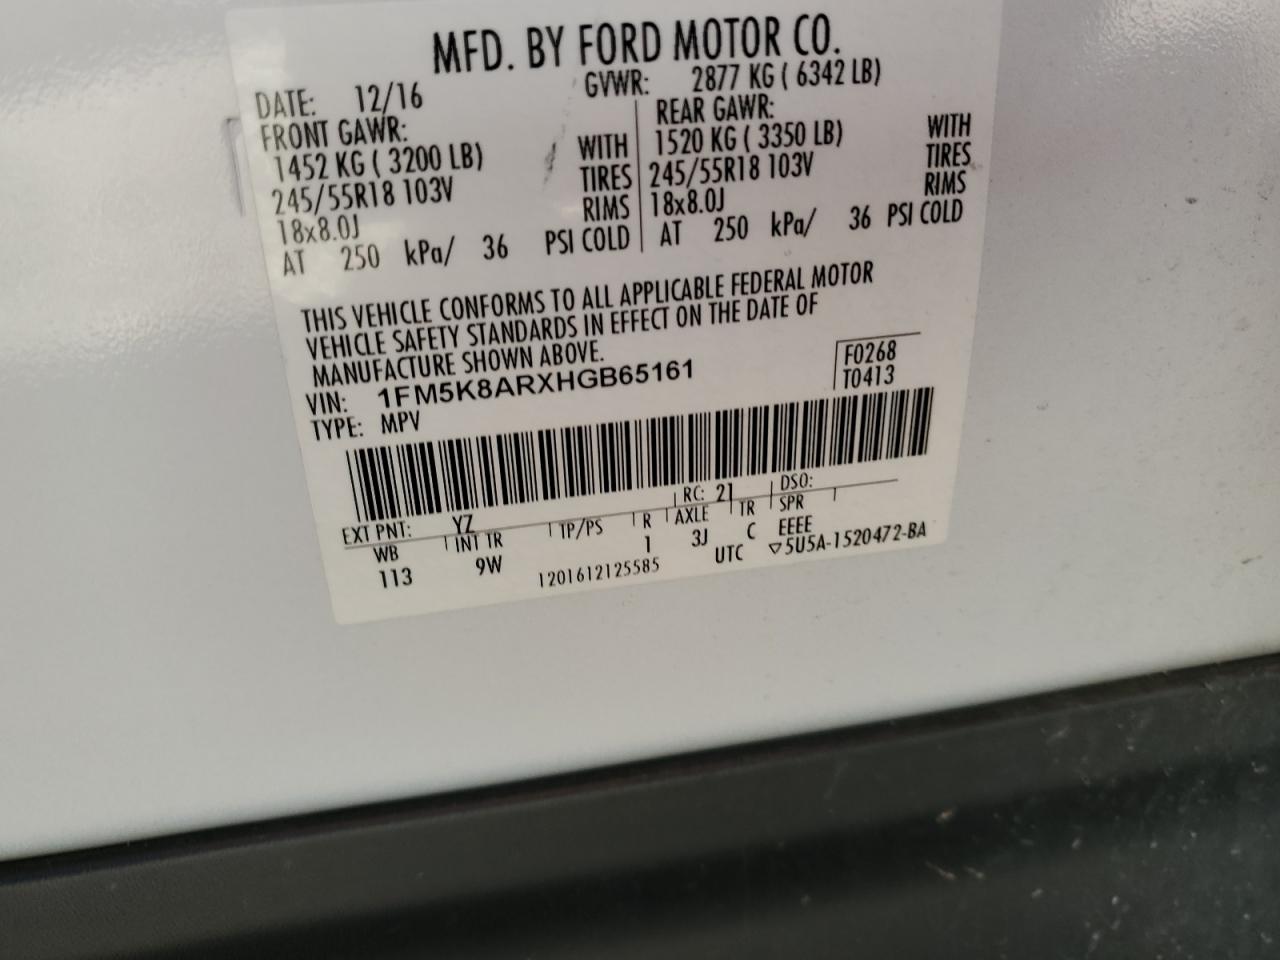 MFD. BY FORD MOTOR CO.
DATE: 12/16 GVWR: 2877 KG ( 6342 LB)
FRONT GAWR: REAR GAWR:
1452 KG ( 3200 LB) WITH 1520 KG ( 3350 LB) WITH
245/55R18 103V TIRES 245/55R18 103V TIRES
18x8.0J RIMS 18x8.0J RIMS
AT 250 kPa/ 36 PSI COLD AT 250 kPa/ 36 PSI COLD
THIS VEHICLE CONFORMS TO ALL APPLICABLE FEDERAL MOTOR
VEHICLE SAFETY STANDARDS IN EFFECT ON THE DATE OF
MANUFACTURE SHOWN ABOVE.
VIN: 1FM5K8ARXHGB65161 F0268
TYPE: MPV T0413
EXT PNT: YZ RC: 21 DSO:
WB INT TR TP/PS R AXLE TR SPR
113 9W 1 3J C EEEE
1201612125585 UTC ▽5U5A-1520472-BA